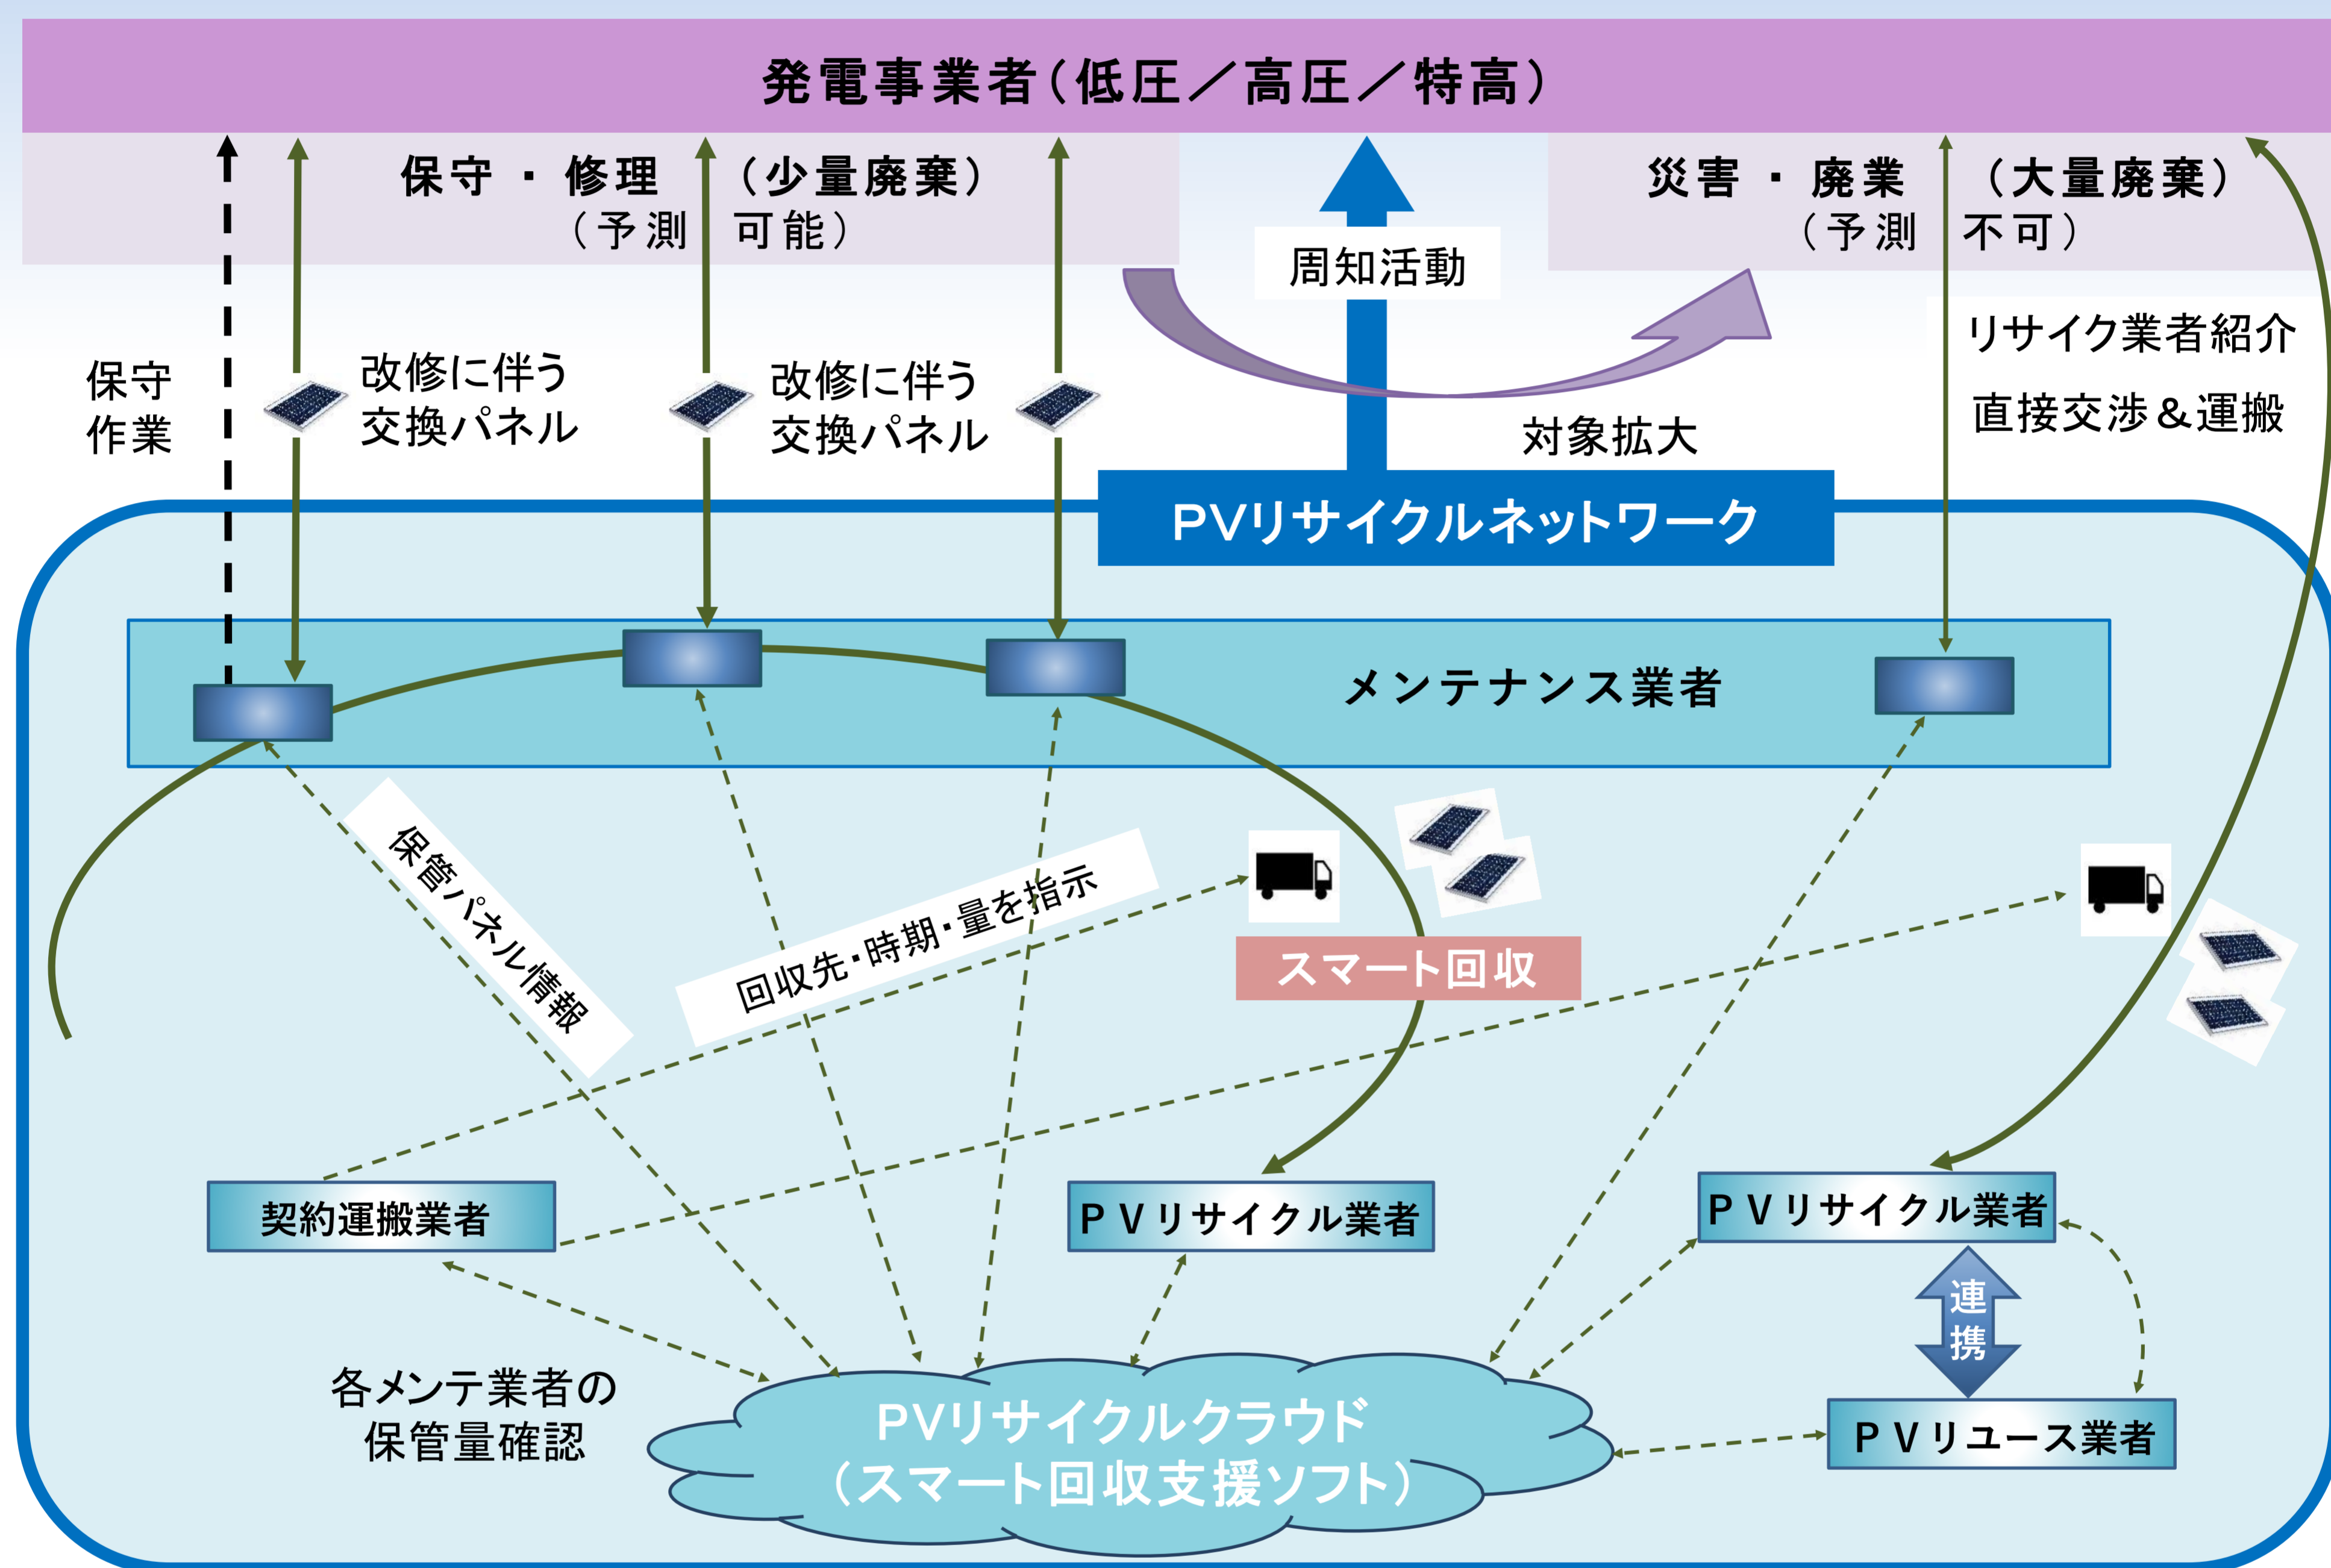 発電事業者（低圧／高圧／特高）
保守・修理（少量廃棄）
（予測可能）
災害・廃業（大量廃棄）
（予測不可）
周知活動
保守
作業
改修に伴う
交換パネル
改修に伴う
交換パネル
対象拡大
リサイク業者紹介
直接交渉＆運搬
ＰＶリサイクルネットワーク
メンテナンス業者
保管パネル情報
回収先・時期・量を指示
スマート回収
契約運搬業者
ＰＶリサイクル業者
ＰＶリサイクル業者
連
携
各メンテ業者の
保管量確認
ＰＶリサイクルクラウド
（スマート回収支援ソフト）
ＰＶリユース業者